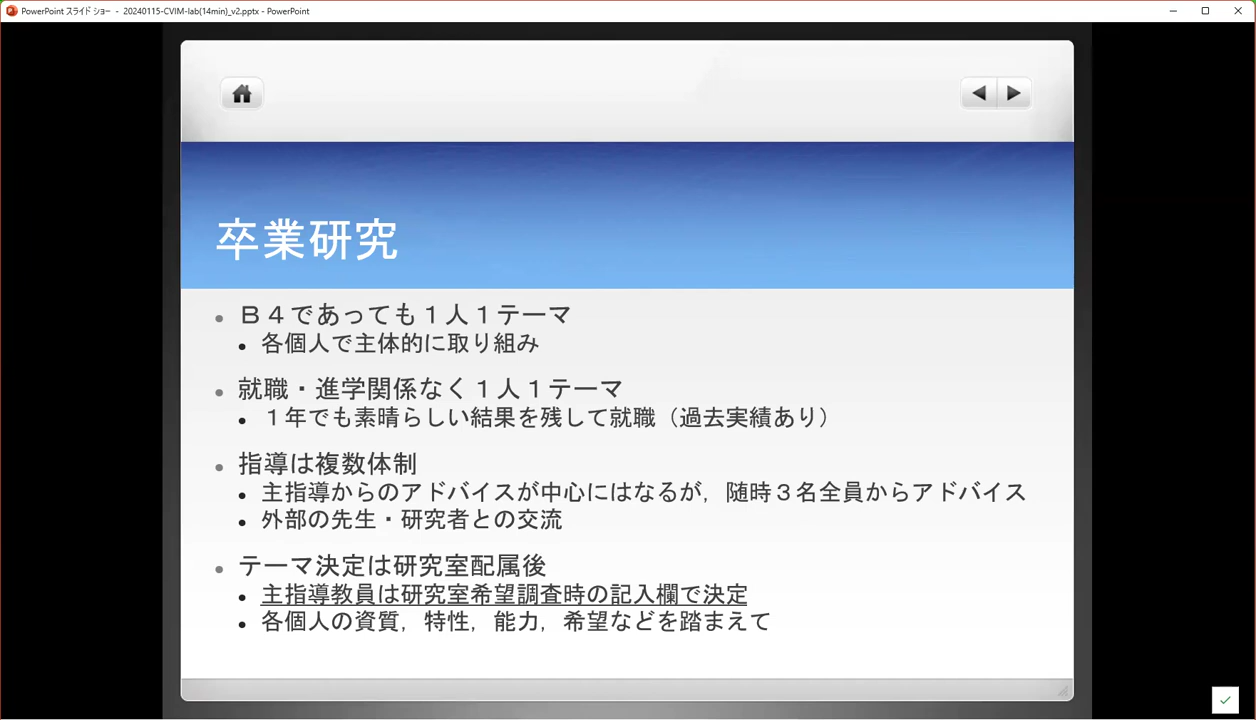 PowerPoint スライド ショー - 20240115-CVIM-lab(14min)_v2.pptx - PowerPoint
卒業研究
Ｂ４であっても１人１テーマ
各個人で主体的に取り組み
就職・進学関係なく１人１テーマ
１年でも素晴らしい結果を残して就職（過去実績あり）
指導は複数体制
主指導からのアドバイスが中心にはなるが，随時３名全員からアドバイス
外部の先生・研究者との交流
テーマ決定は研究室配属後
主指導教員は研究室希望調査時の記入欄で決定
各個人の資質，特性，能力，希望などを踏まえて